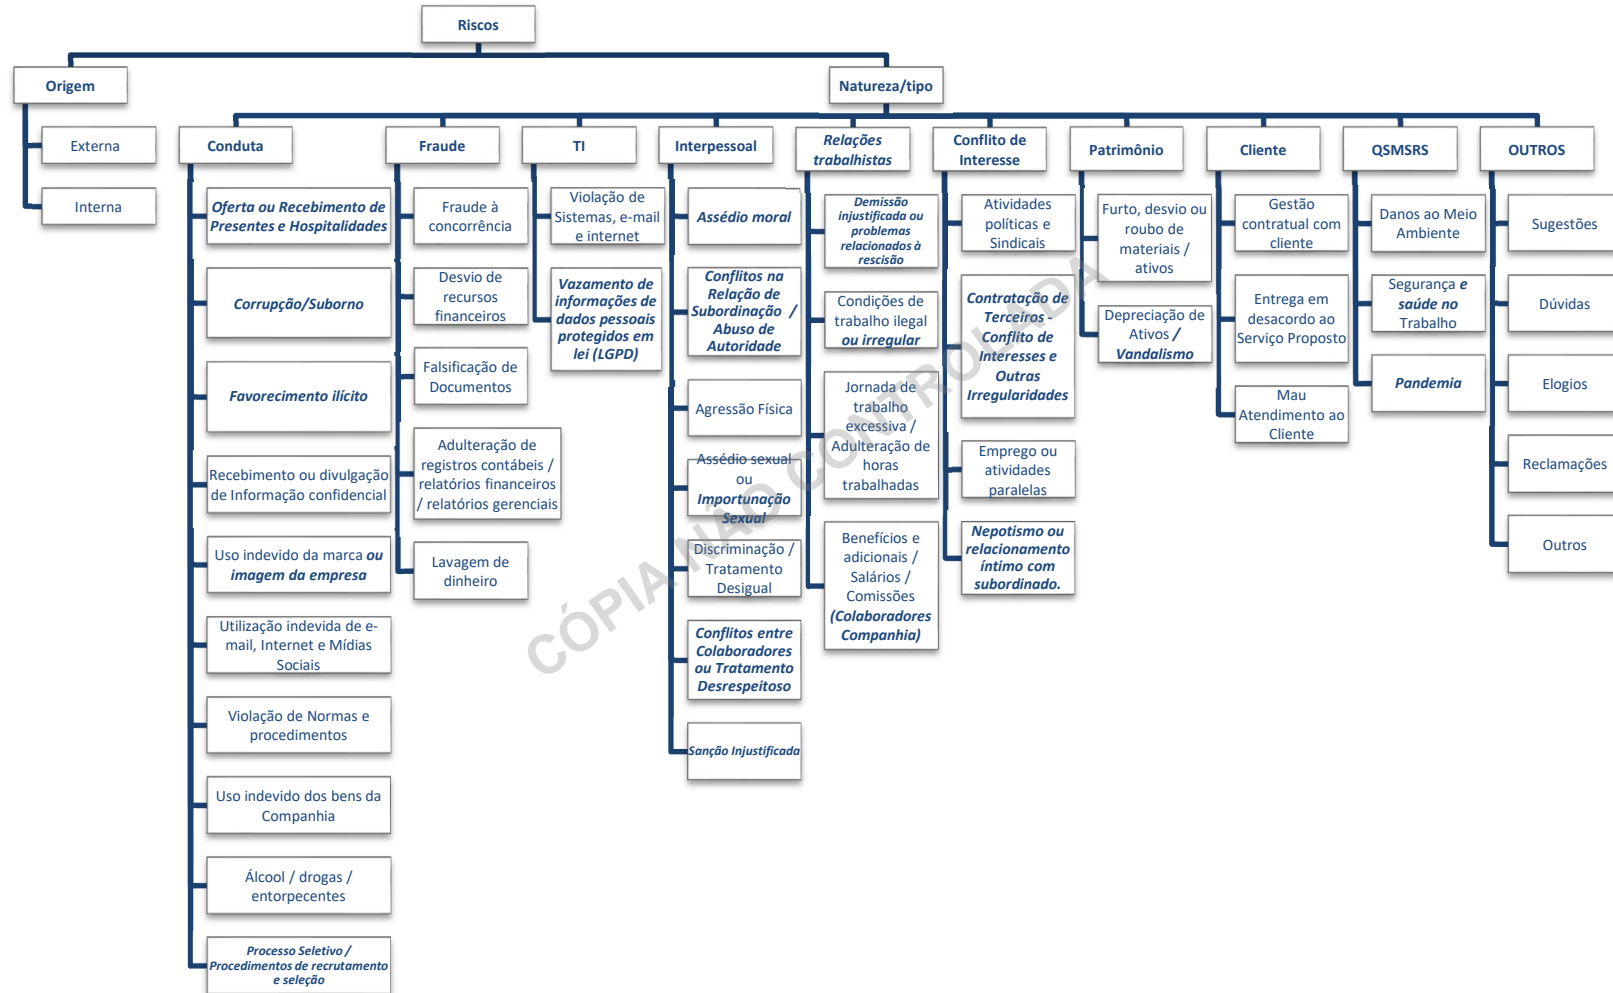 Riscos
Origem
Externa
Interna
Natureza/tipo
Conduta
Oferta ou Recebimento de
Presentes e Hospitalidades
Corrupção/Suborno
Favorecimento ilícito
Recebimento ou divulgação
de Informação confidencial
Uso indevido da marca ou
imagem da empresa
Utilização indevida de e-
mail, Internet e Mídias
Sociais
Violação de Normas e
procedimentos
Uso indevido dos bens da
Companhia
Álcool / drogas /
entorpecentes
Processo Seletivo /
Procedimentos de recrutamento
e seleção
Fraude
Fraude à
concorrência
Desvio de
recursos
financeiros
Falsificação de
Documentos
Adulteração de
registros contábeis /
relatórios financeiros
/ relatórios gerenciais
Lavagem de
dinheiro
TI
Violação de
Sistemas, e-mail
e internet
Vazamento de
informações de
dados pessoais
protegidos em
lei (LGPD)
Interpessoal
Assédio moral
Conflitos na
Relação de
Subordinação /
Abuso de
Autoridade
Agressão Física
Assédio sexual
ou
Importunação
Sexual
Discriminação /
Tratamento
Desigual
Conflitos entre
Colaboradores
ou Tratamento
Desrespeitoso
Sanção Injustificada
Relações
trabalhistas
Demissão
injustificada ou
problemas
relacionados à
rescisão
Condições de
trabalho ilegal
ou irregular
Jornada de
trabalho
excessiva /
Adulteração de
horas
trabalhadas
Benefícios e
adicionais /
Salários /
Comissões
(Colaboradores
Companhia)
Conflito de
Interesse
Atividades
políticas e
Sindicais
Contratação de
Terceiros -
Conflito de
Interesses e
Outras
Irregularidades
Emprego ou
atividades
paralelas
Nepotismo ou
relacionamento
íntimo com
subordinado.
Patrimônio
Furto, desvio ou
roubo de
materiais /
ativos
Depreciação de
Ativos /
Vandalismo
Cliente
Gestão
contratual com
cliente
Entrega em
desacordo ao
Serviço Proposto
Mau
Atendimento ao
Cliente
QSMSRS
Danos ao Meio
Ambiente
Segurança e
saúde no
Trabalho
Pandemia
OUTROS
Sugestões
Dúvidas
Elogios
Reclamações
Outros
CÓPIA NÃO CONTROLADA